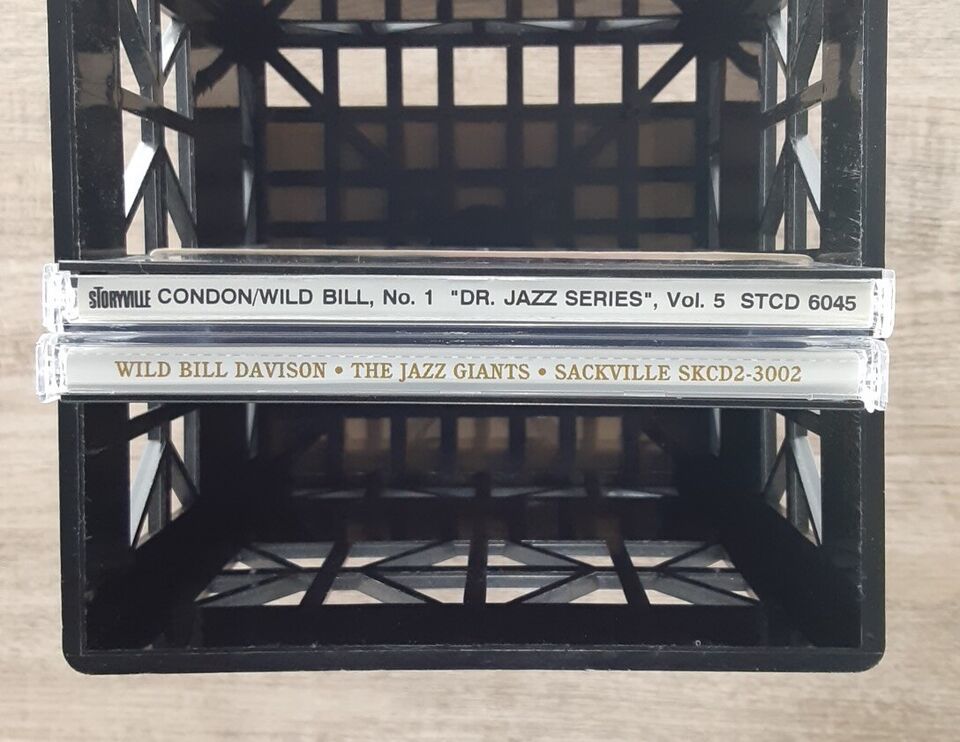 STORYVILLE CONDON/WILD BILL, No. 1 "DR. JAZZ SERIES", Vol. 5 STCD 6045
WILD BILL DAVISON • THE JAZZ GIANTS • SACKVILLE SKCD2-3002